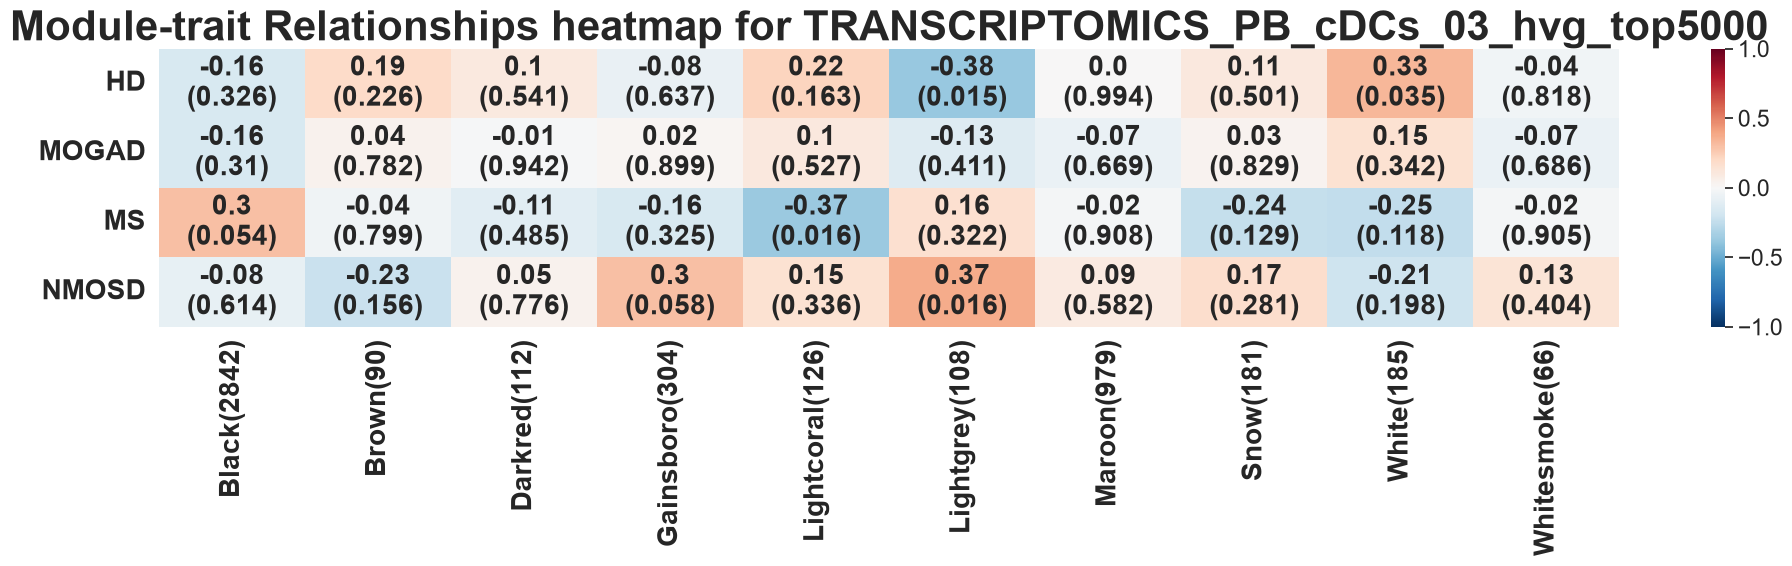 Module-trait Relationships heatmap for TRANSCRIPTOMICS_PB_cDCs_03_hvg_top5000
HD -0.16 0.19 0.1 -0.08 0.22 -0.38 0.0 0.11 0.33 -0.04
(0.326) (0.226) (0.541) (0.637) (0.163) (0.015) (0.994) (0.501) (0.035) (0.818)
MOGAD -0.16 0.04 -0.01 0.02 0.1 -0.13 -0.07 0.03 0.15 -0.07
(0.31) (0.782) (0.942) (0.899) (0.527) (0.411) (0.669) (0.829) (0.342) (0.686)
MS 0.3 -0.04 -0.11 -0.16 -0.37 0.16 -0.02 -0.24 -0.25 -0.02
(0.054) (0.799) (0.485) (0.325) (0.016) (0.322) (0.908) (0.129) (0.118) (0.905)
NMOSD -0.08 -0.23 0.05 0.3 0.15 0.37 0.09 0.17 -0.21 0.13
(0.614) (0.156) (0.776) (0.058) (0.336) (0.016) (0.582) (0.281) (0.198) (0.404)
Black(2842)
Brown(90)
Darkred(112)
Gainsboro(304)
Lightcoral(126)
Lightgrey(108)
Maroon(979)
Snow(181)
White(185)
Whitesmoke(66)
1.0
0.5
0.0
−0.5
−1.0